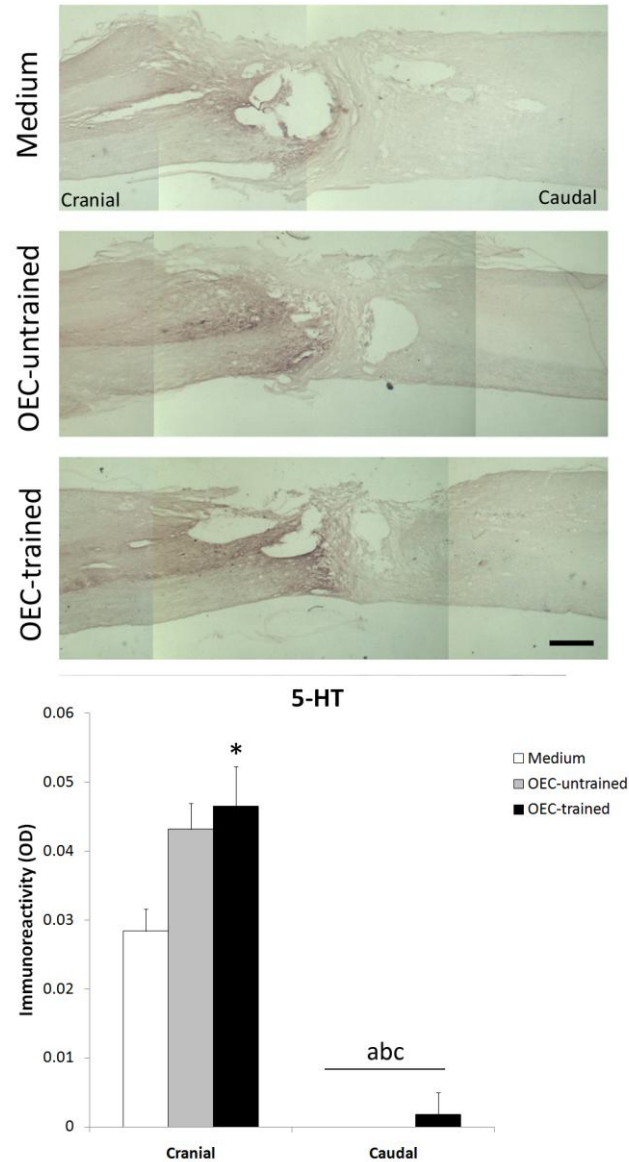 Medium
Cranial
Caudal
OEC-untrained
OEC-trained
5-HT
0.06
0.05
0.04
0.03
0.02
0.01
0
Immunoreactivity (OD)
*
abc
Cranial
Caudal
Medium
OEC-untrained
OEC-trained